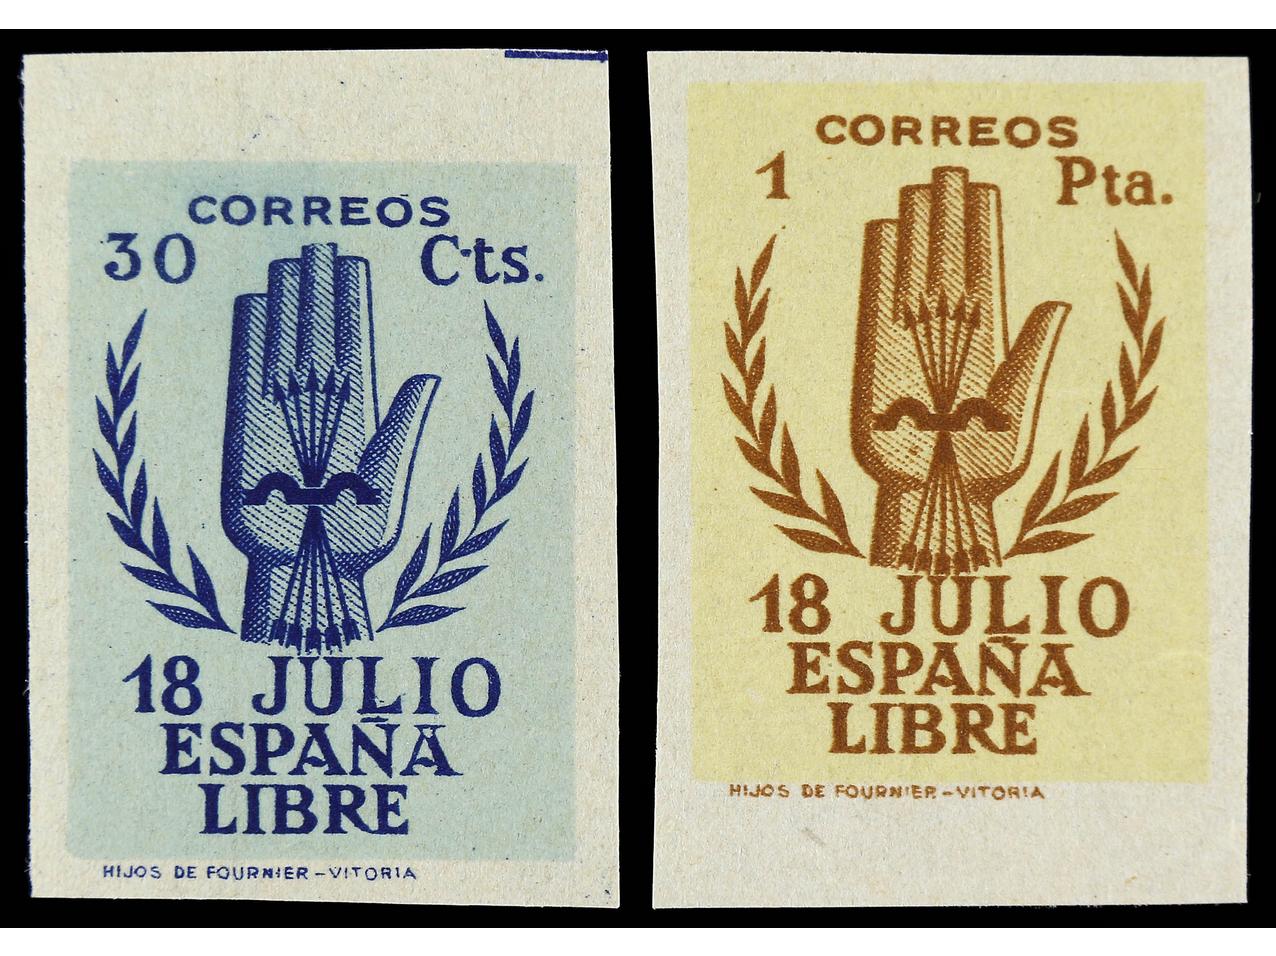 CORREOS
30 Cts.
18 JULIO
ESPAÑA
LIBRE
HIJOS DE FOURNIER-VITORIA
CORREOS
1 Pta.
18 JULIO
ESPAÑA
LIBRE
HIJOS DE FOURNIER-VITORIA